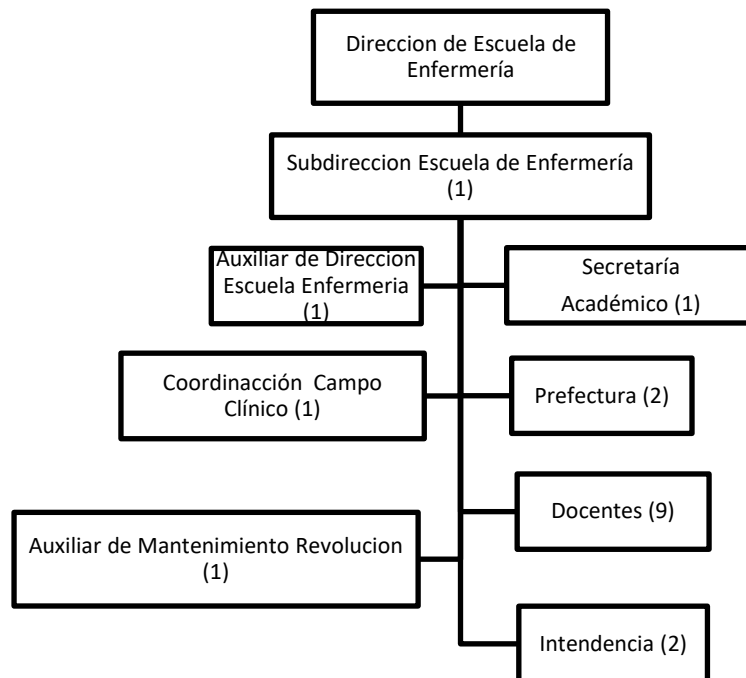 Direccion de Escuela de
Enfermería
Subdireccion Escuela de Enfermería
(1)
Auxiliar de Direccion
Escuela Enfermeria
(1)
Secretaría
Académico (1)
Coordinacción Campo
Clínico (1)
Prefectura (2)
Docentes (9)
Auxiliar de Mantenimiento Revolucion
(1)
Intendencia (2)